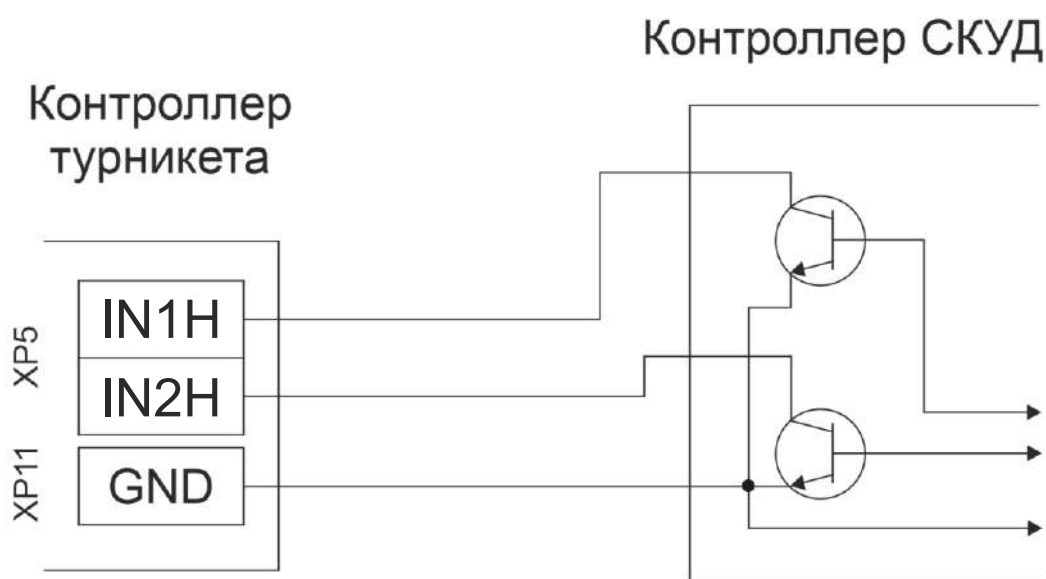 Контроллер СКУД
Контроллер
турникета
XP5
IN1H
IN2H
XP11
GND